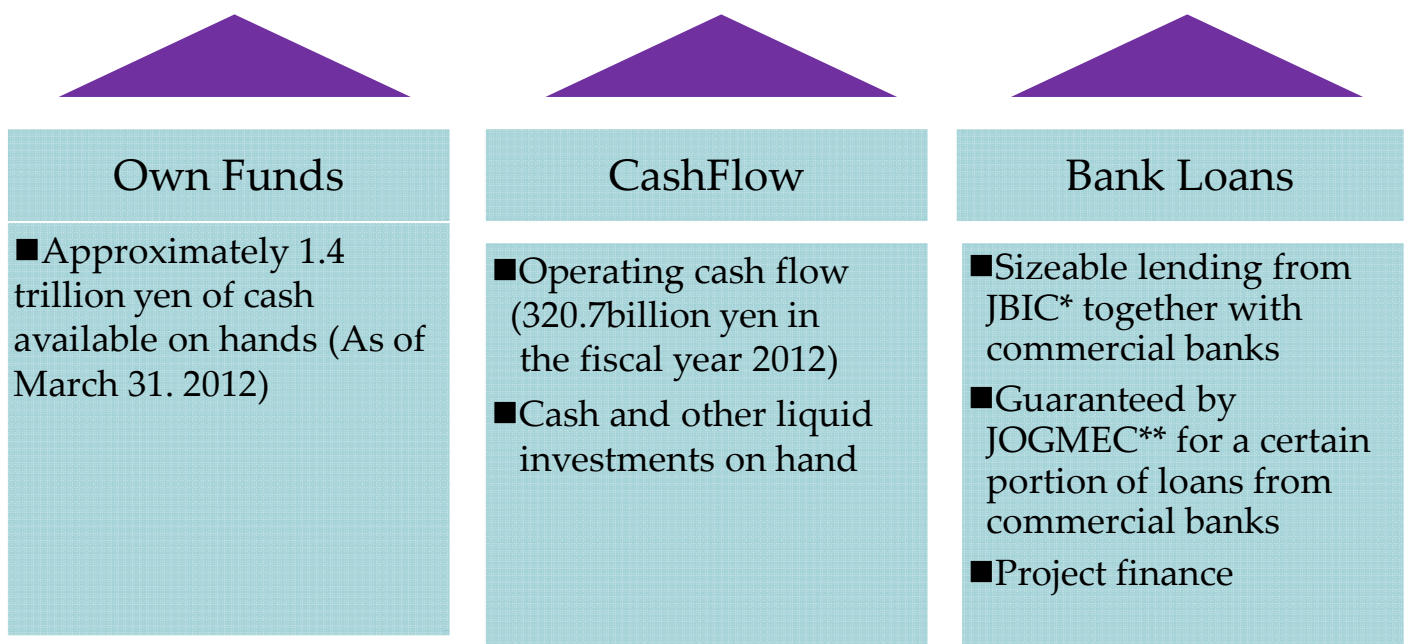 Own Funds
■Approximately 1.4
trillion yen of cash
available on hands (As of
March 31. 2012)
CashFlow
■Operating cash flow
(320.7billion yen in
the fiscal year 2012)
■Cash and other liquid
investments on hand
Bank Loans
■Sizeable lending from
JBIC* together with
commercial banks
■Guaranteed by
JOGMEC** for a certain
portion of loans from
commercial banks
■Project finance